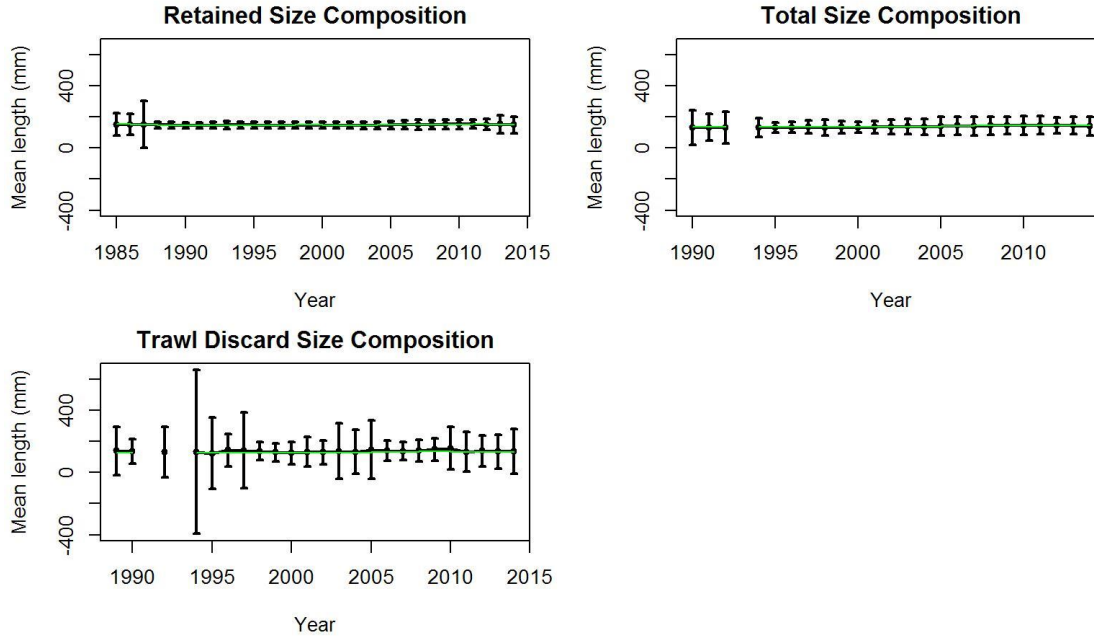 Retained Size Composition
Mean length (mm)
400
0
-400
1985 1990 1995 2000 2005 2010 2015
Year
Total Size Composition
Mean length (mm)
400
0
-400
1990 1995 2000 2005 2010
Year
Trawl Discard Size Composition
Mean length (mm)
400
0
-400
1990 1995 2000 2005 2010 2015
Year